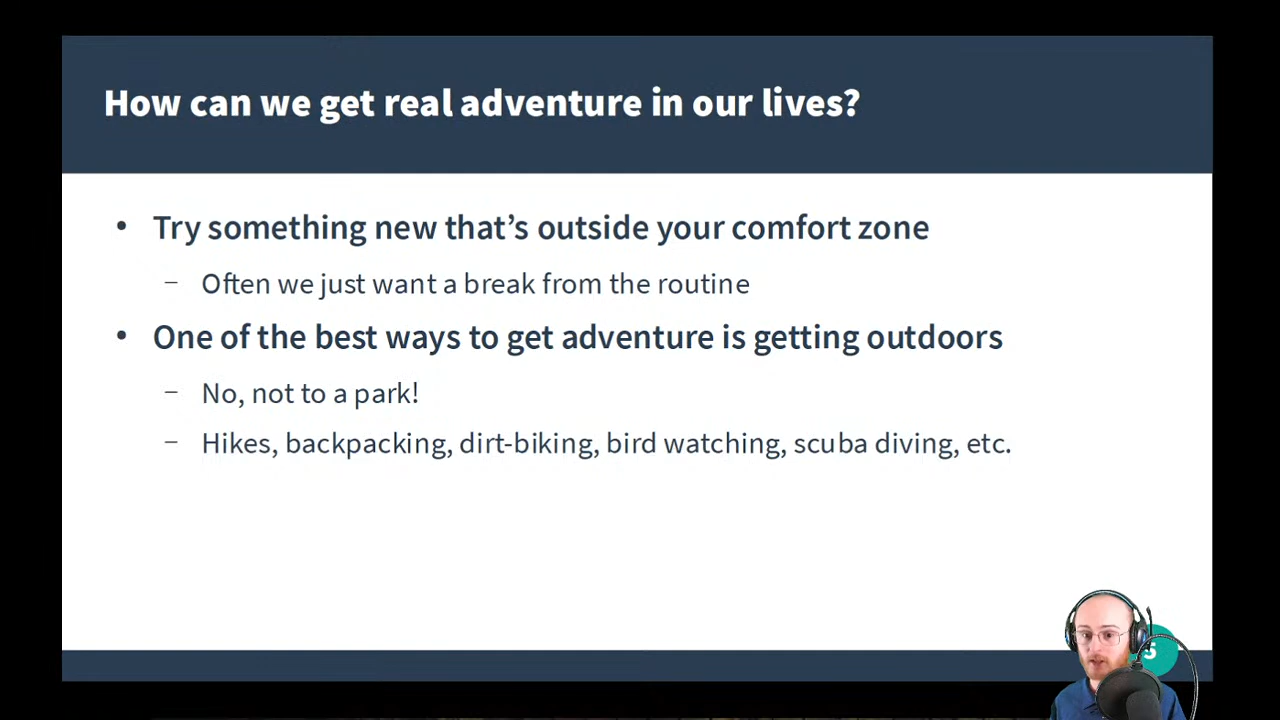 How can we get real adventure in our lives?
• Try something new that’s outside your comfort zone
– Often we just want a break from the routine
• One of the best ways to get adventure is getting outdoors
– No, not to a park!
– Hikes, backpacking, dirt-biking, bird watching, scuba diving, etc.
5